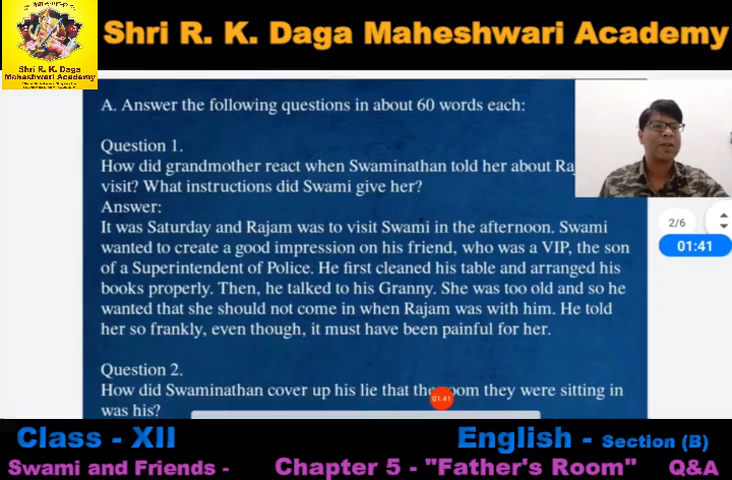 Shri R. K. Daga Maheshwari Academy
Shri R.K. Daga
Maheshwari Academy
A. Answer the following questions in about 60 words each:
Question 1.
How did grandmother react when Swaminathan told her about
visit? What instructions did Swami give her?
Answer:
It was Saturday and Rajam was to visit Swami in the afternoon. Swami
wanted to create a good impression on his friend, who was a VIP, the son
of a Superintendent of Police. He first cleaned his table and arranged his
books properly. Then, he talked to his Granny. She was too old and so he
wanted that she should not come in when Rajam was with him. He told
her so frankly, even though, it must have been painful for her.
2/6
01:41
Question 2.
How did Swaminathan cover up his lie that the room they were sitting in
was his?
01:41
Class - XII
English - Section (B)
Swami and Friends - Chapter 5 - "Father's Room" Q&A